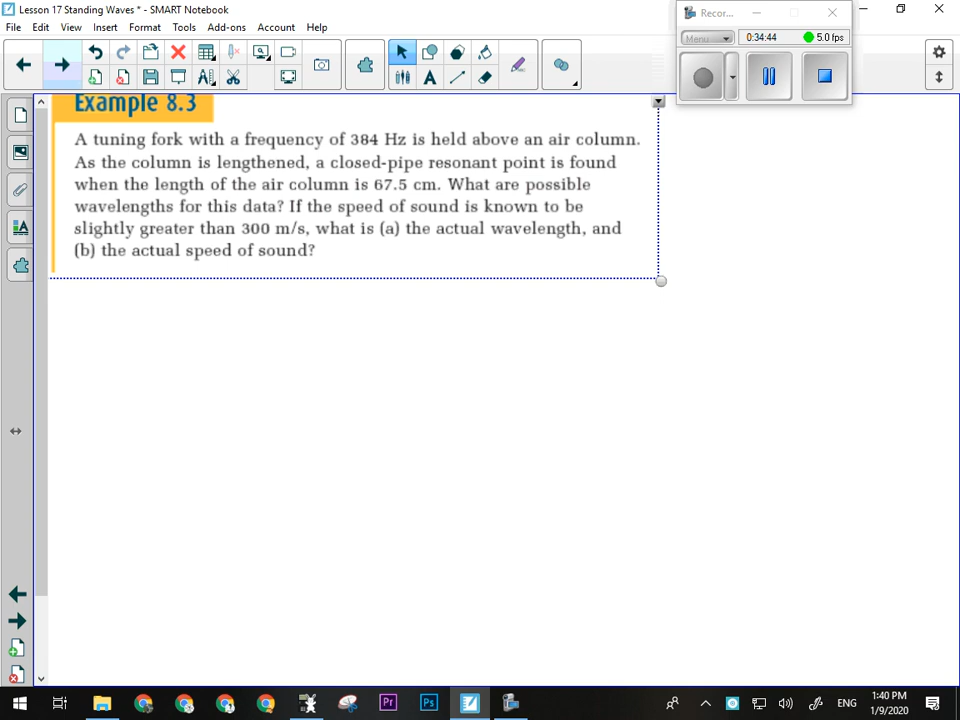 Lesson 17 Standing Waves * - SMART Notebook
File Edit View Insert Format Tools Add-ons Account Help
Recor...
Menu 0:34:44 5.0 fps
Example 8.3
A tuning fork with a frequency of 384 Hz is held above an air column.
As the column is lengthened, a closed-pipe resonant point is found
when the length of the air column is 67.5 cm. What are possible
wavelengths for this data? If the speed of sound is known to be
slightly greater than 300 m/s, what is (a) the actual wavelength, and
(b) the actual speed of sound?
Pr Ps ENG 1:40 PM
1/9/2020